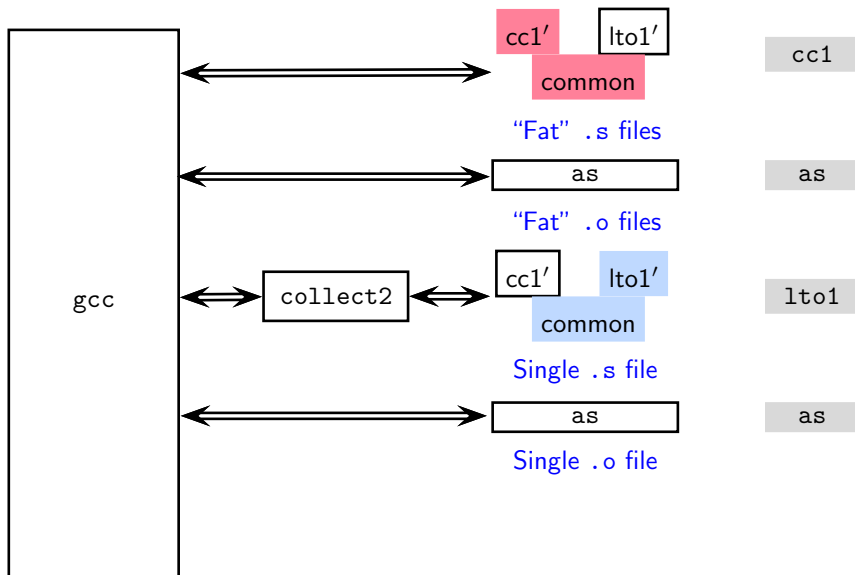 cc1′ lto1′
common
cc1
“Fat” .s files
as
as
“Fat” .o files
gcc
collect2
cc1′ lto1′
common
lto1
Single .s file
as
as
Single .o file